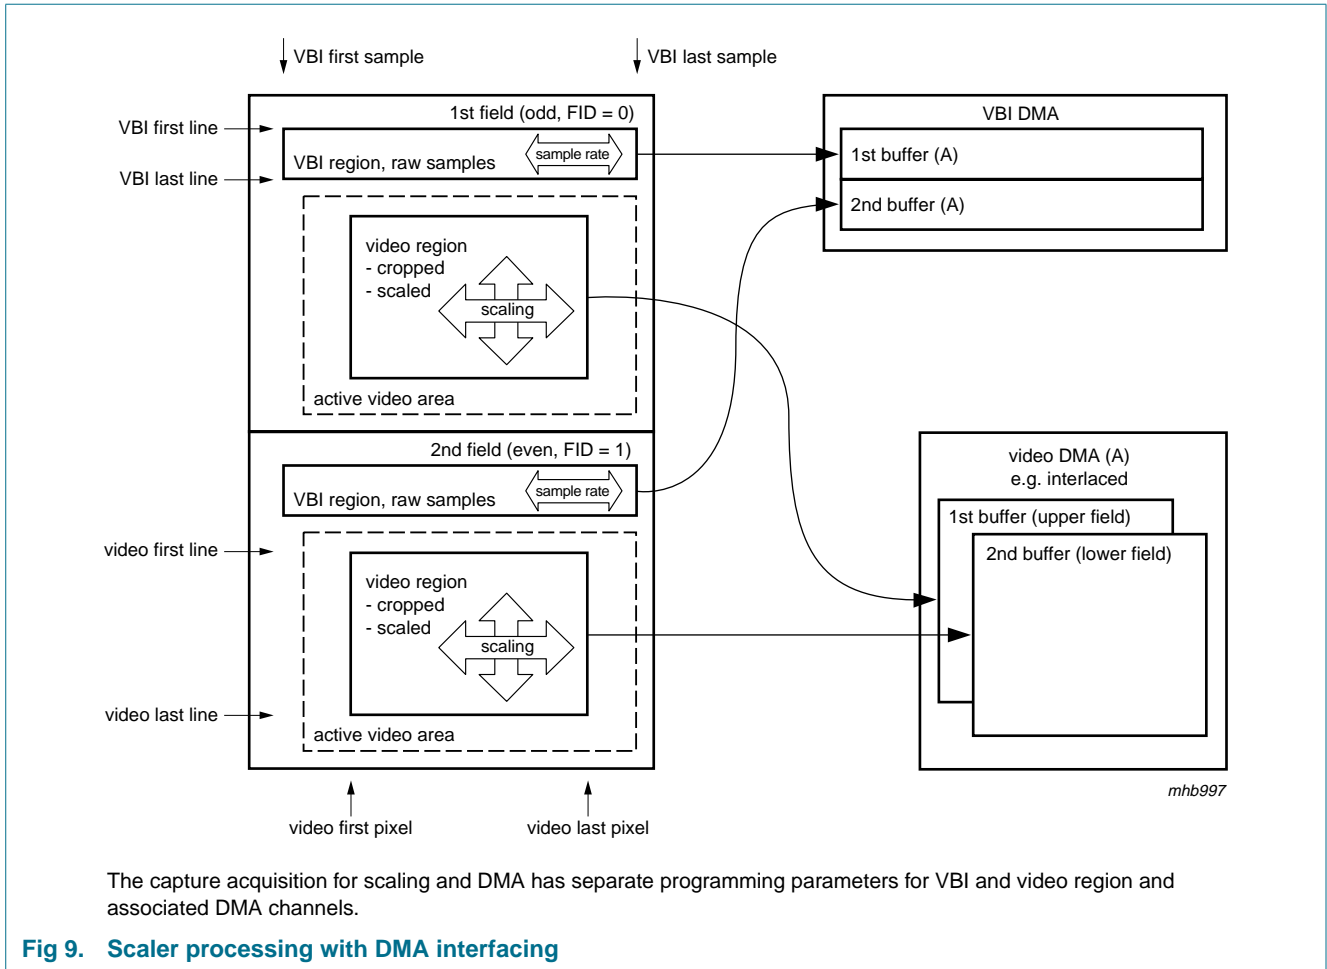 VBI first sample
VBI last sample
1st field (odd, FID = 0)
VBI first line
VBI region, raw samples
sample rate
VBI last line
video region
- cropped
- scaled
scaling
active video area
2nd field (even, FID = 1)
VBI region, raw samples
sample rate
video first line
video region
- cropped
- scaled
scaling
video last line
active video area
video first pixel
video last pixel
VBI DMA
1st buffer (A)
2nd buffer (A)
video DMA (A)
e.g. interlaced
1st buffer (upper field)
2nd buffer (lower field)
mhb997
The capture acquisition for scaling and DMA has separate programming parameters for VBI and video region and
associated DMA channels.
Fig 9. Scaler processing with DMA interfacing